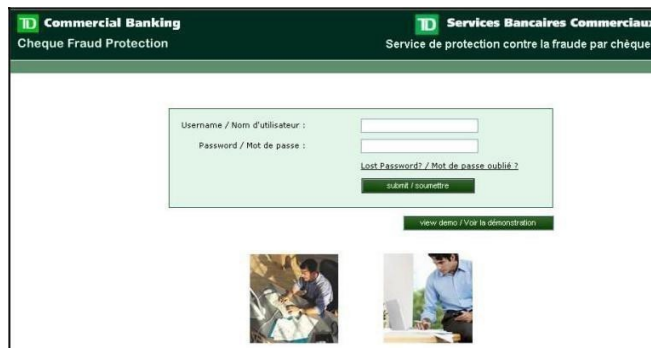 TD Commercial Banking
Cheque Fraud Protection
TD Services Bancaires Commerciaux
Service de protection contre la fraude par chèque
Username / Nom d'utilisateur :
Password / Mot de passe :
Lost Password? / Mot de passe oublié ?
submit / soumettre
view demo / Voir la démonstration